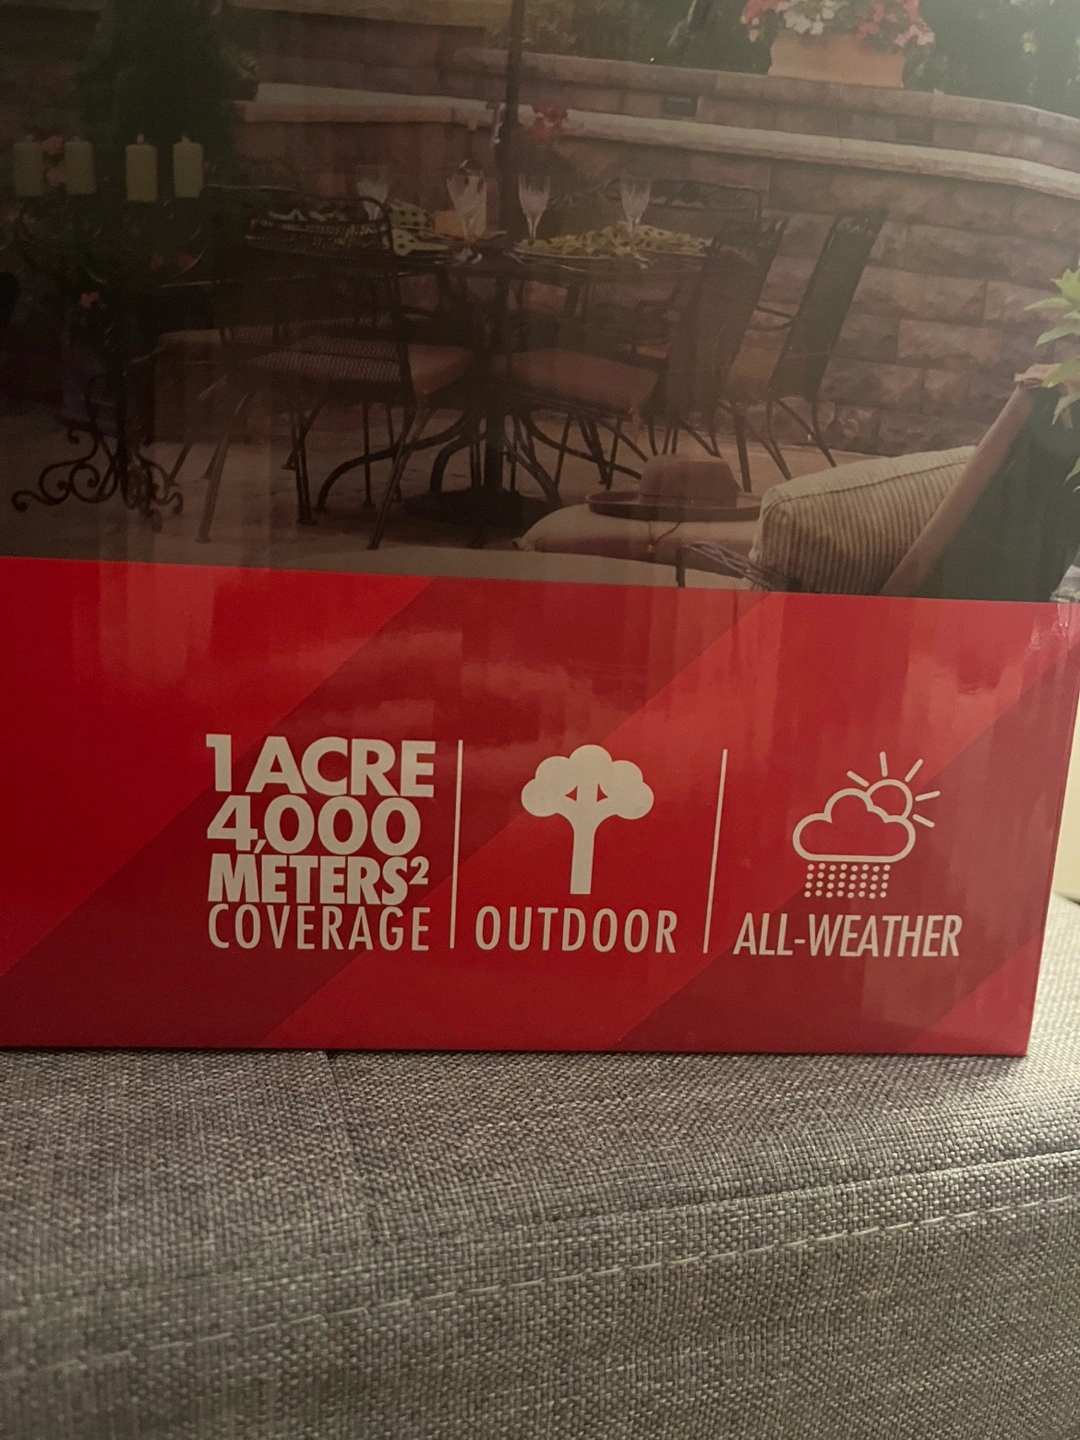 1 ACRE
4,000
METERS²
COVERAGE
OUTDOOR
ALL-WEATHER